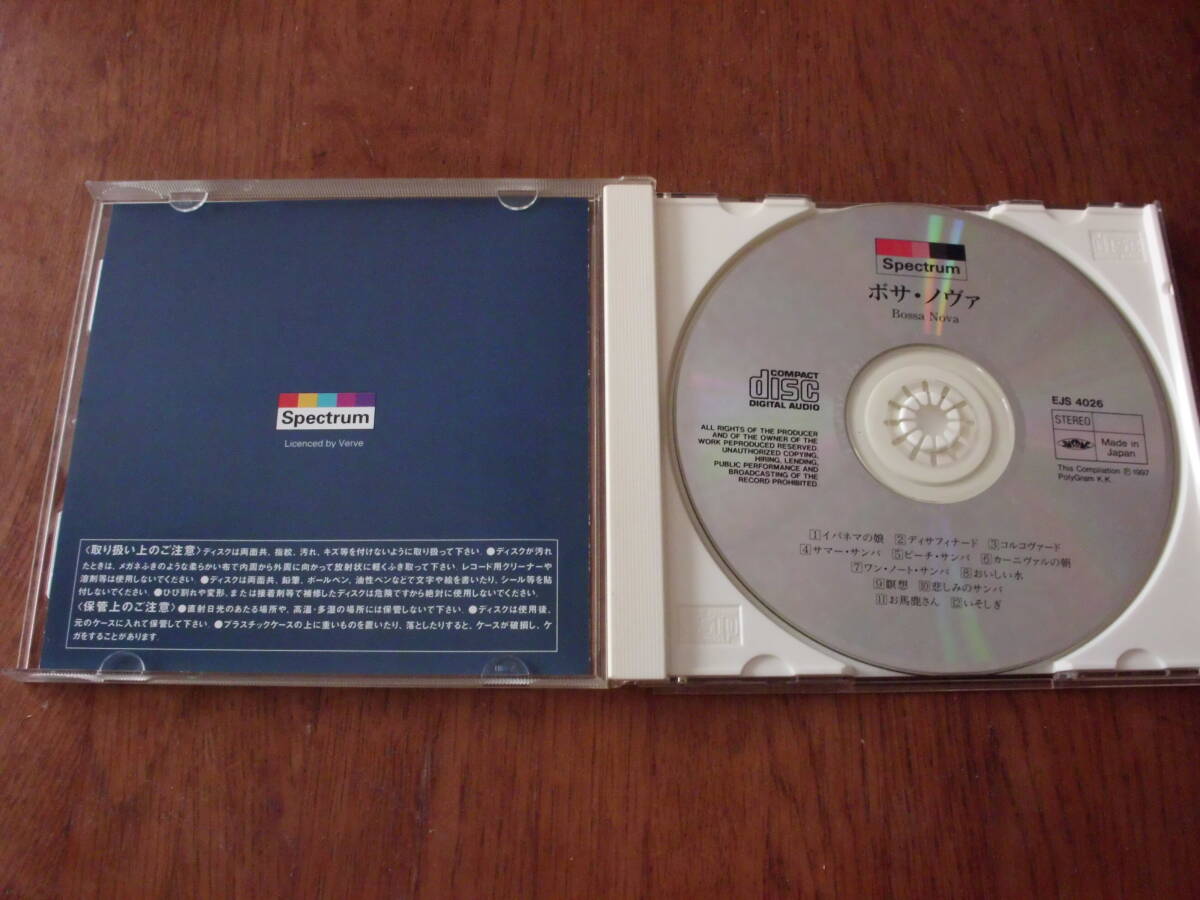 Spectrum
Licenced by Verve
〈取り扱い上のご注意〉ディスクは両面共、指紋、汚れ、キズ等を付けないように取り扱って下さい。●ディスクが汚れ
たときは、メガネふきのような柔らかい布で内周から外周に向かって放射状に軽くふき取って下さい。レコード用クリーナーや
溶剤等は使用しないでください。●ディスクは両面共、鉛筆、ボールペン、油性ペンなどで文字や絵を書いたり、シール等を貼
付しないでください。●ひび割れや変形、または接着剤等で補修したディスクは危険ですから絶対に使用しないでください。
〈保管上のご注意〉●直射日光のあたる場所や、高温・多湿の場所には保管しないで下さい。●ディスクは使用後、
元のケースに入れて保管して下さい。●プラスチックケースの上に重いものを置いたり、落としたりすると、ケースが破損し、ケ
ガをすることがあります。
Spectrum
ボサ・ノヴァ
Bossa Nova
COMPACT
disc
DIGITAL AUDIO
ALL RIGHTS OF THE PRODUCER
AND OF THE OWNER OF THE
WORK PEPRODUCED RESERVED.
UNAUTHORIZED COPYING,
HIRING, LENDING,
PUBLIC PERFORMANCE AND
BROADCASTING OF THE
RECORD PROHIBITED.
EJS 4026
STEREO
Made in
Japan
This Compilation Ⓟ 1997
PolyGram K.K.
1 イパネマの娘 2 ディサフィナード 3 コルコヴァード
4 サマー・サンバ 5 ビーチ・サンバ 6 カーニヴァルの朝
7 ワン・ノート・サンバ 8 おいしい水
9 瞑想 10 悲しみのサンバ
11 お馬鹿さん 12 いそしぎ
disc